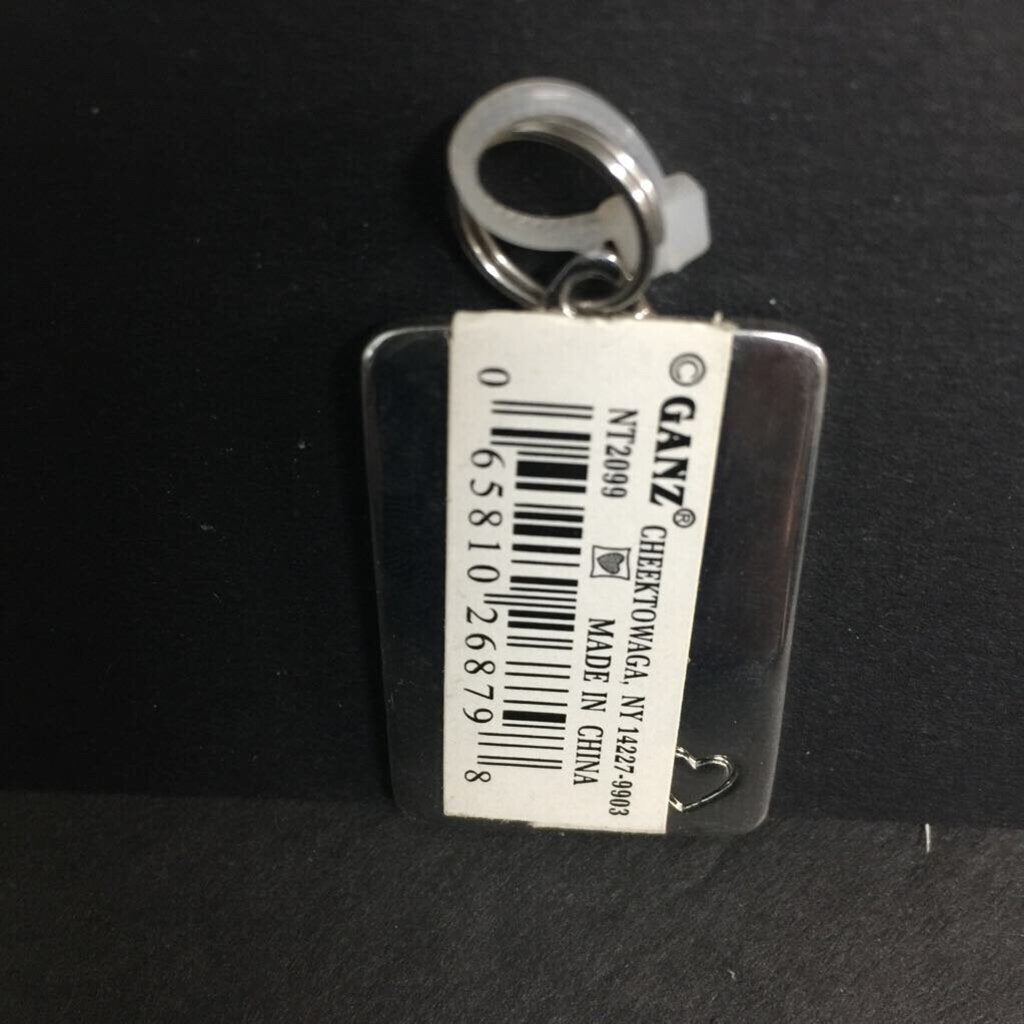 © GANZ®
CHEEKTOWAGA, NY 14227-9903
NT2099 MADE IN CHINA
0 65810 26879 8